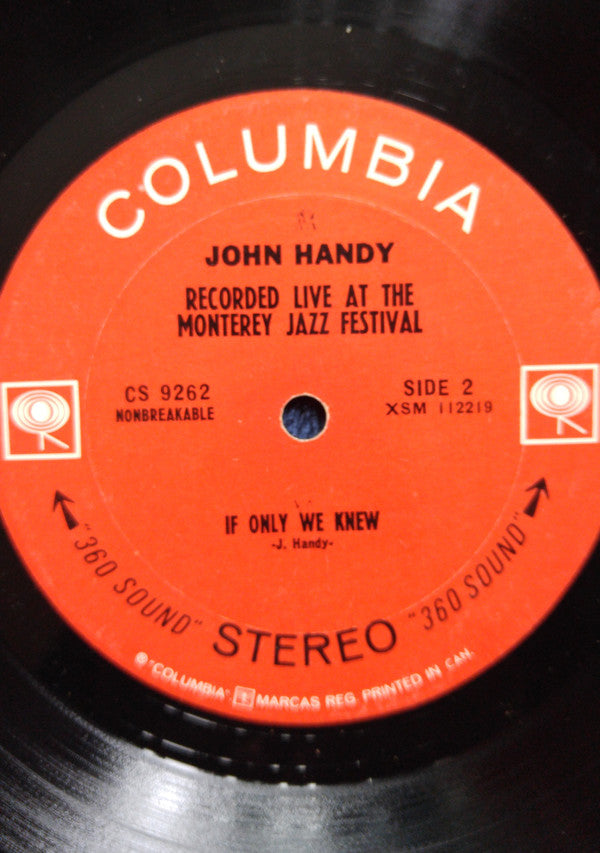 COLUMBIA
JOHN HANDY
RECORDED LIVE AT THE
MONTEREY JAZZ FESTIVAL
CS 9262
NONBREAKABLE
SIDE 2
XSM 112219
IF ONLY WE KNEW
-J. Handy-
"360 SOUND" STEREO "360 SOUND"
® "COLUMBIA" MARCAS REG. PRINTED IN CAN.